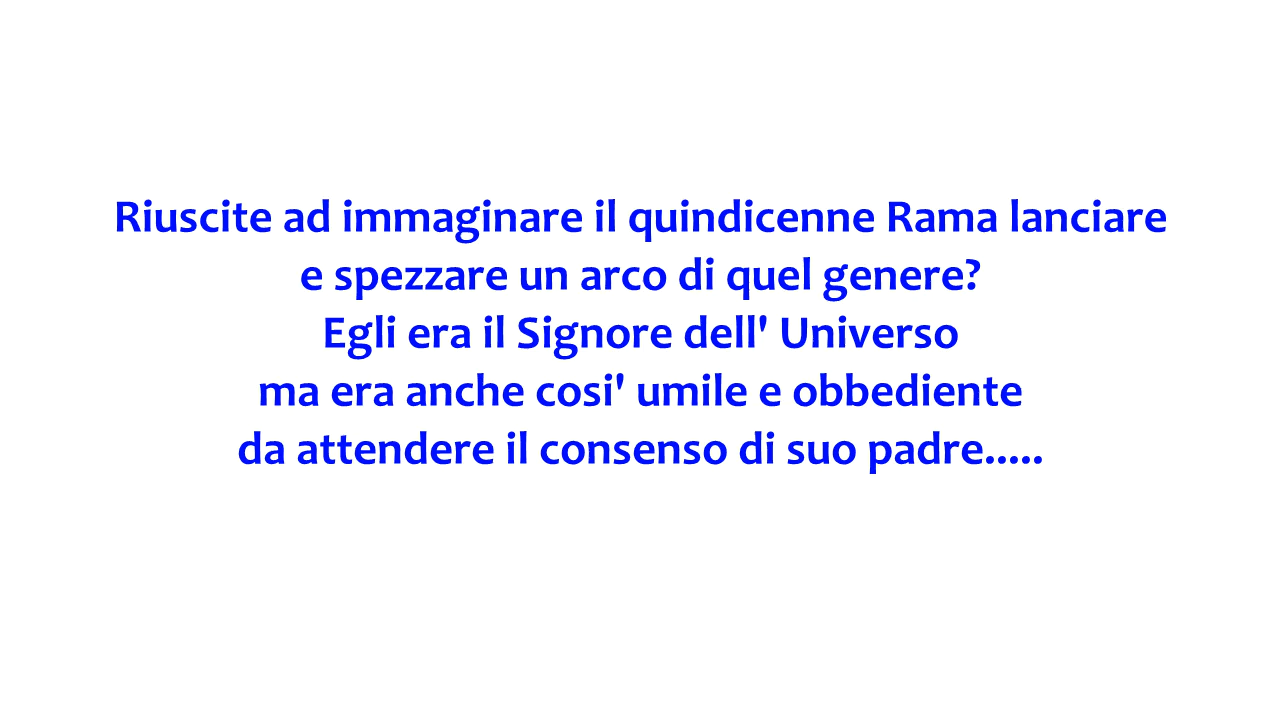 Riuscite ad immaginare il quindicenne Rama lanciare
e spezzare un arco di quel genere?
Egli era il Signore dell' Universo
ma era anche cosi' umile e obbediente
da attendere il consenso di suo padre.....